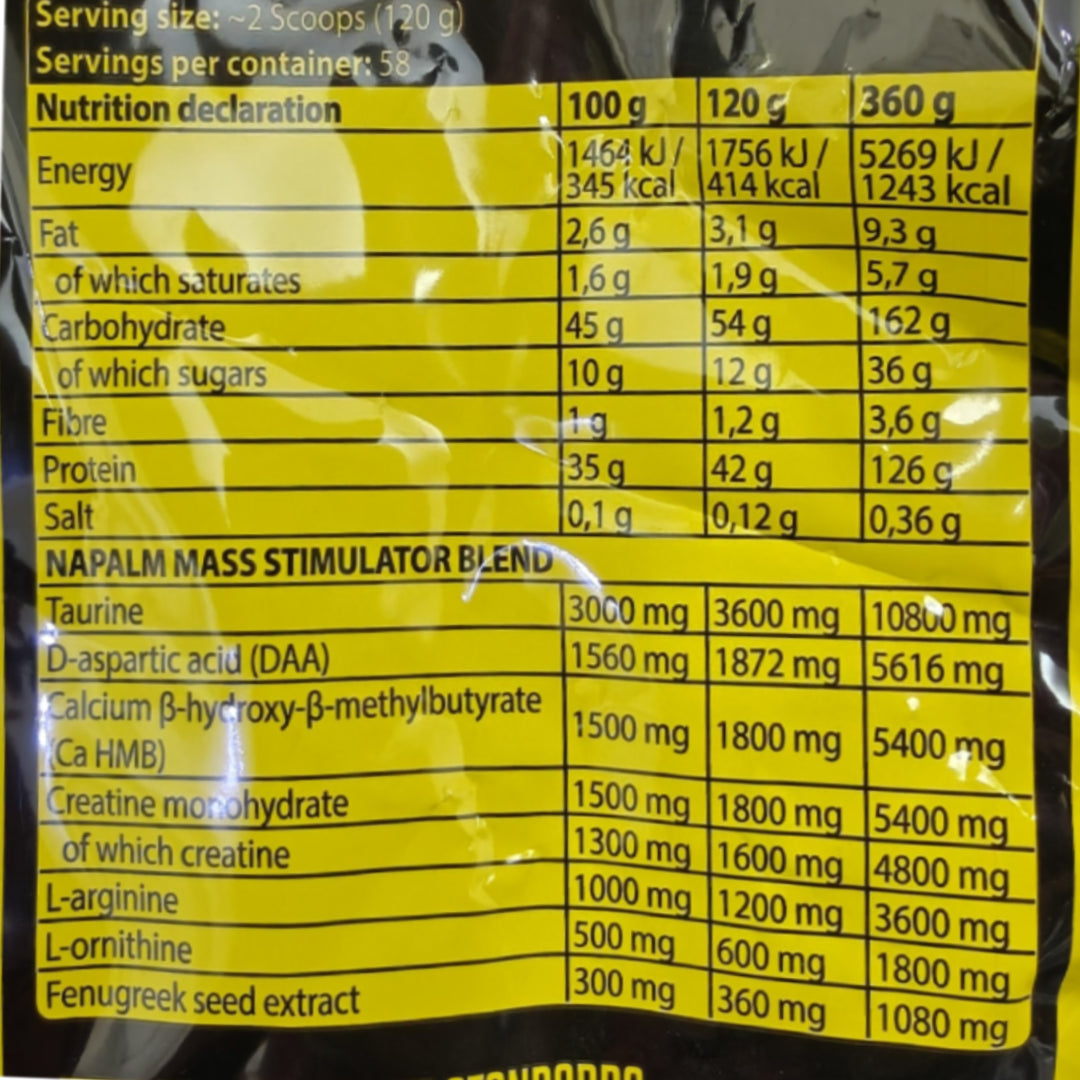 Serving size: ~2 Scoops (120 g)
Servings per container: 58
Nutrition declaration 100 g 120 g 360 g
Energy 1464 kJ / 345 kcal 1756 kJ / 414 kcal 5269 kJ / 1243 kcal
Fat 2,6 g 3,1 g 9,3 g
of which saturates 1,6 g 1,9 g 5,7 g
Carbohydrate 45 g 54 g 162 g
of which sugars 10 g 12 g 36 g
Fibre 1 g 1,2 g 3,6 g
Protein 35 g 42 g 126 g
Salt 0,1 g 0,12 g 0,36 g
NAPALM MASS STIMULATOR BLEND
Taurine 3000 mg 3600 mg 10800 mg
D-aspartic acid (DAA) 1560 mg 1872 mg 5616 mg
Calcium β-hydroxy-β-methylbutyrate
(Ca HMB) 1500 mg 1800 mg 5400 mg
Creatine monohydrate 1500 mg 1800 mg 5400 mg
of which creatine 1300 mg 1600 mg 4800 mg
L-arginine 1000 mg 1200 mg 3600 mg
L-ornithine 500 mg 600 mg 1800 mg
Fenugreek seed extract 300 mg 360 mg 1080 mg